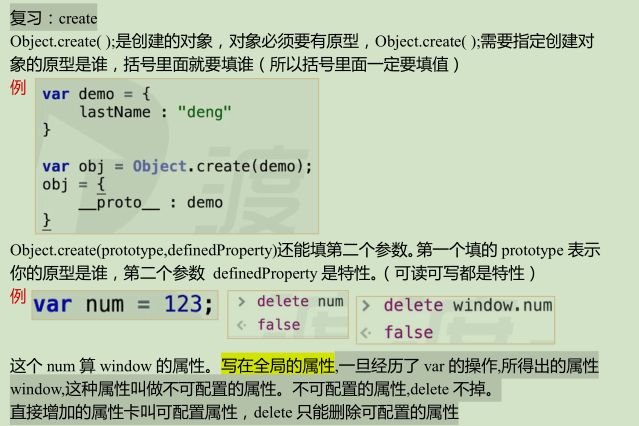 复习：create
Object.create( );是创建的对象，对象必须要有原型，Object.create( );需要指定创建对
象的原型是谁，括号里面就要填谁（所以括号里面一定要填值）
例
var demo = {
lastName : "deng"
}
var obj = Object.create(demo);
obj = {
__proto__ : demo
}
Object.create(prototype,definedProperty)还能填第二个参数。第一个填的 prototype 表示
你的原型是谁，第二个参数 definedProperty 是特性。（可读可写都是特性）
例
var num = 123;
> delete num
< false
> delete window.num
< false
这个 num 算 window 的属性。写在全局的属性,一旦经历了 var 的操作,所得出的属性
window,这种属性叫做不可配置的属性。不可配置的属性,delete 不掉。
直接增加的属性卡叫可配置属性，delete 只能删除可配置的属性